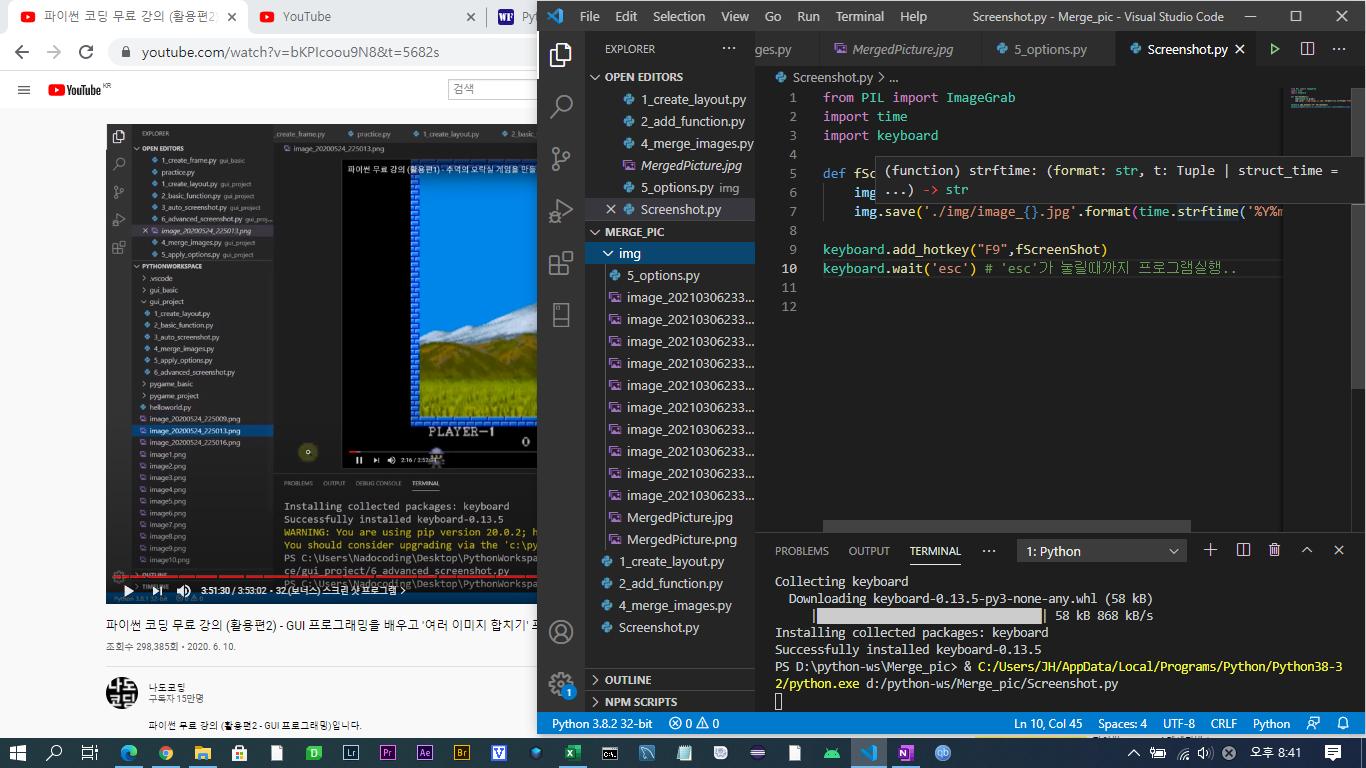 파이썬 코딩 무료 강의 (활용편2
YouTube
Pyt
youtube.com/watch?v=bKPIcoou9N8&t=5682s
YouTube KR
검색
EXPLORER
OPEN EDITORS
1_create_frame.py gui_basic
practice.py
1_create_layout.py gui_project
2_basic_function.py gui_project
3_auto_screenshot.py gui_project
6_advanced_screenshot.py gui_proj...
image_20200524_225013.png
4_merge_images.py gui_project
5_apply_options.py gui_project
PYTHONWORKSPACE
.vscode
gui_basic
gui_project
1_create_layout.py
2_basic_function.py
3_auto_screenshot.py
4_merge_images.py
5_apply_options.py
6_advanced_screenshot.py
pygame_basic
pygame_project
helloworld.py
image_20200524_225009.png
image_20200524_225013.png
image_20200524_225016.png
image1.png
image2.png
image3.png
image4.png
image5.png
image6.png
image7.png
image8.png
image9.png
image10.png
OUTLINE
TIMELINE
_create_frame.py
practice.py
1_create_layout.py
image_20200524_225013.png
파이썬 무료 강의 (활용편1) - 추억의 오락실 게임을 만들
PLAYER-1
0
PROBLEMS OUTPUT DEBUG CONSOLE TERMINAL
Installing collected packages: keyboard
Successfully installed keyboard-0.13.5
WARNING: You are using pip version 20.0.2; h
You should consider upgrading via the 'c:\py
PS C:\Users\Nadocoding\Desktop\PythonWorkspa
ce/gui_project/6_advanced_screenshot.py
PS C:\Users\Nadocoding\Desktop\PythonWorkspa
3:51:30 / 3:53:02 • 32.(보너스) 스크린 샷 프로그램
파이썬 코딩 무료 강의 (활용편2) - GUI 프로그래밍을 배우고 '여러 이미지 합치기' 프
조회수 298,385회 • 2020. 6. 10.
나도코딩
나도코딩
구독자 15만명
파이썬 무료 강의 (활용편2 - GUI 프로그래밍)입니다.
File Edit Selection View Go Run Terminal Help
Screenshot.py - Merge_pic - Visual Studio Code
EXPLORER
OPEN EDITORS
1_create_layout.py
2_add_function.py
4_merge_images.py
MergedPicture.jpg
5_options.py img
Screenshot.py
MERGE_PIC
img
5_options.py
image_20210306233...
image_20210306233...
image_20210306233...
image_20210306233...
image_20210306233...
image_20210306233...
image_20210306233...
image_20210306233...
image_20210306233...
image_20210306233...
MergedPicture.jpg
MergedPicture.png
1_create_layout.py
2_add_function.py
4_merge_images.py
Screenshot.py
OUTLINE
NPM SCRIPTS
ges.py
MergedPicture.jpg
5_options.py
Screenshot.py
Screenshot.py > ...
1 from PIL import ImageGrab
2 import time
3 import keyboard
4
(function) strftime: (format: str, t: Tuple | struct_time =
...) -> str
5 def fSc
6 img
7 img.save('./img/image_{}.jpg'.format(time.strftime('%Y%m
8
9 keyboard.add_hotkey("F9",fScreenShot)
10 keyboard.wait('esc') # 'esc'가 눌릴때까지 프로그램실행..
11
12
PROBLEMS OUTPUT TERMINAL ... 1: Python
Collecting keyboard
Downloading keyboard-0.13.5-py3-none-any.whl (58 kB)
| | 58 kB 868 kB/s
Installing collected packages: keyboard
Successfully installed keyboard-0.13.5
PS D:\python-ws\Merge_pic> & C:/Users/JH/AppData/Local/Programs/Python/Python38-3
2/python.exe d:/python-ws/Merge_pic/Screenshot.py
1
Python 3.8.2 32-bit 0 0 Ln 10, Col 45 Spaces: 4 UTF-8 CRLF Python
오후 8:41